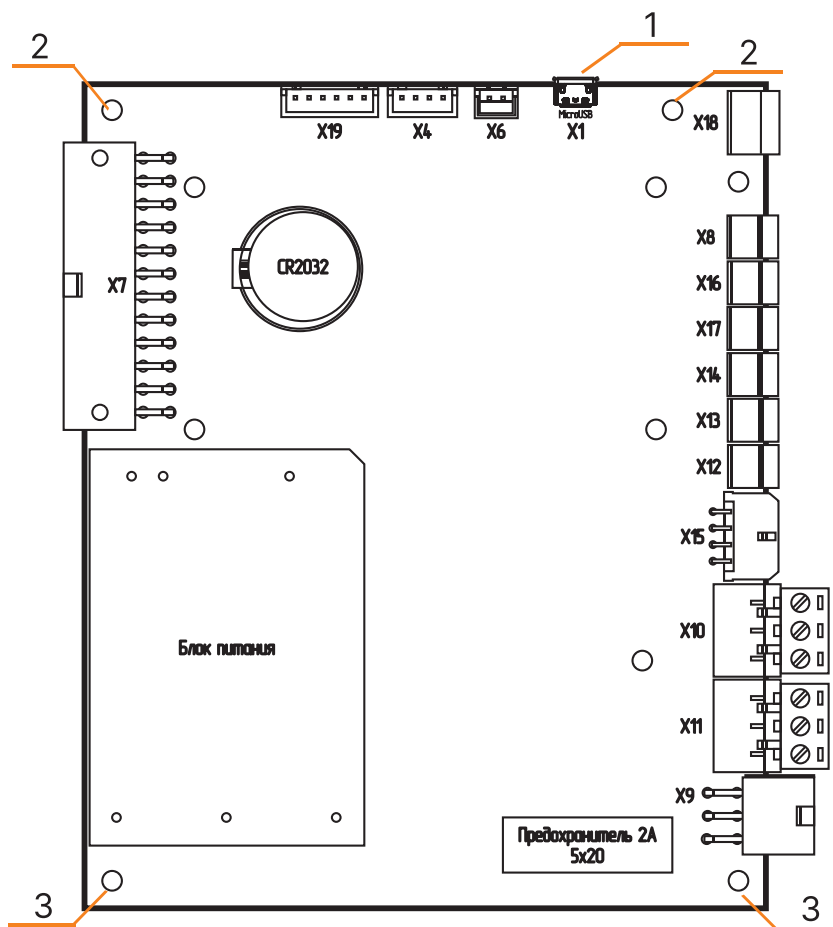 1
2
2
X19
X4
X6
MicroUSB
X1
X18
X8
X7
CR2032
X16
X17
X14
X13
X12
X15
X10
Блок питания
X11
X9
Предохранитель 2А
5x20
3
3